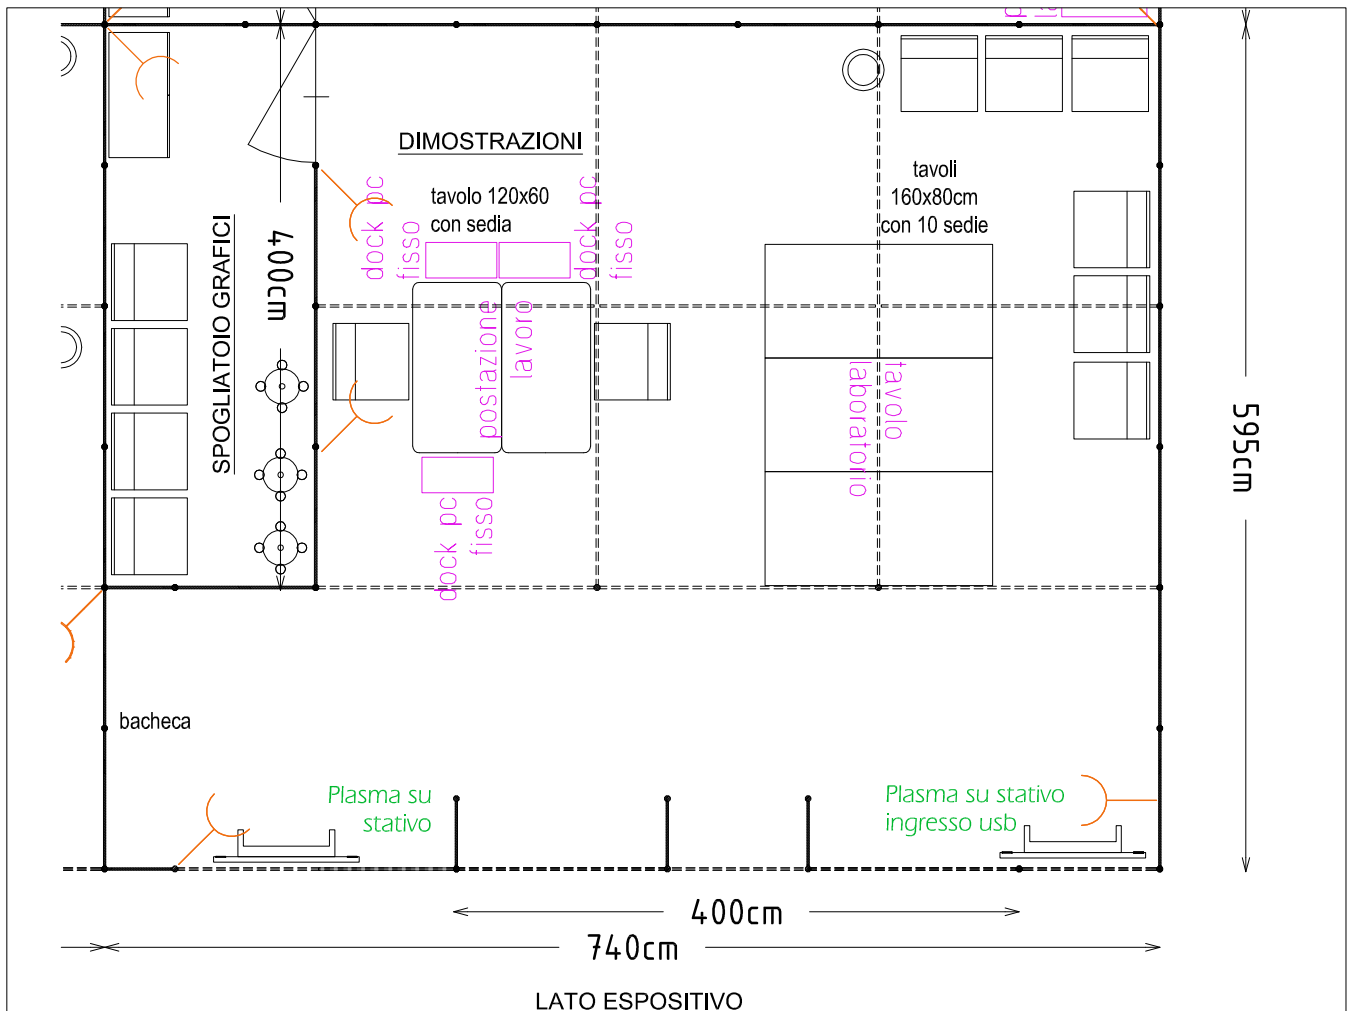 DIMOSTRAZIONI
tavolo 120x60
con sedia
dock pc
fisso
dock pc
fisso
tavoli
160x80cm
con 10 sedie
SPOGLIATOIO GRAFICI
400cm
postazione
lavoro
tavolo
laboratorio
dock pc
fisso
595cm
bacheca
Plasma su
stativo
Plasma su stativo
ingresso usb
400cm
740cm
LATO ESPOSITIVO